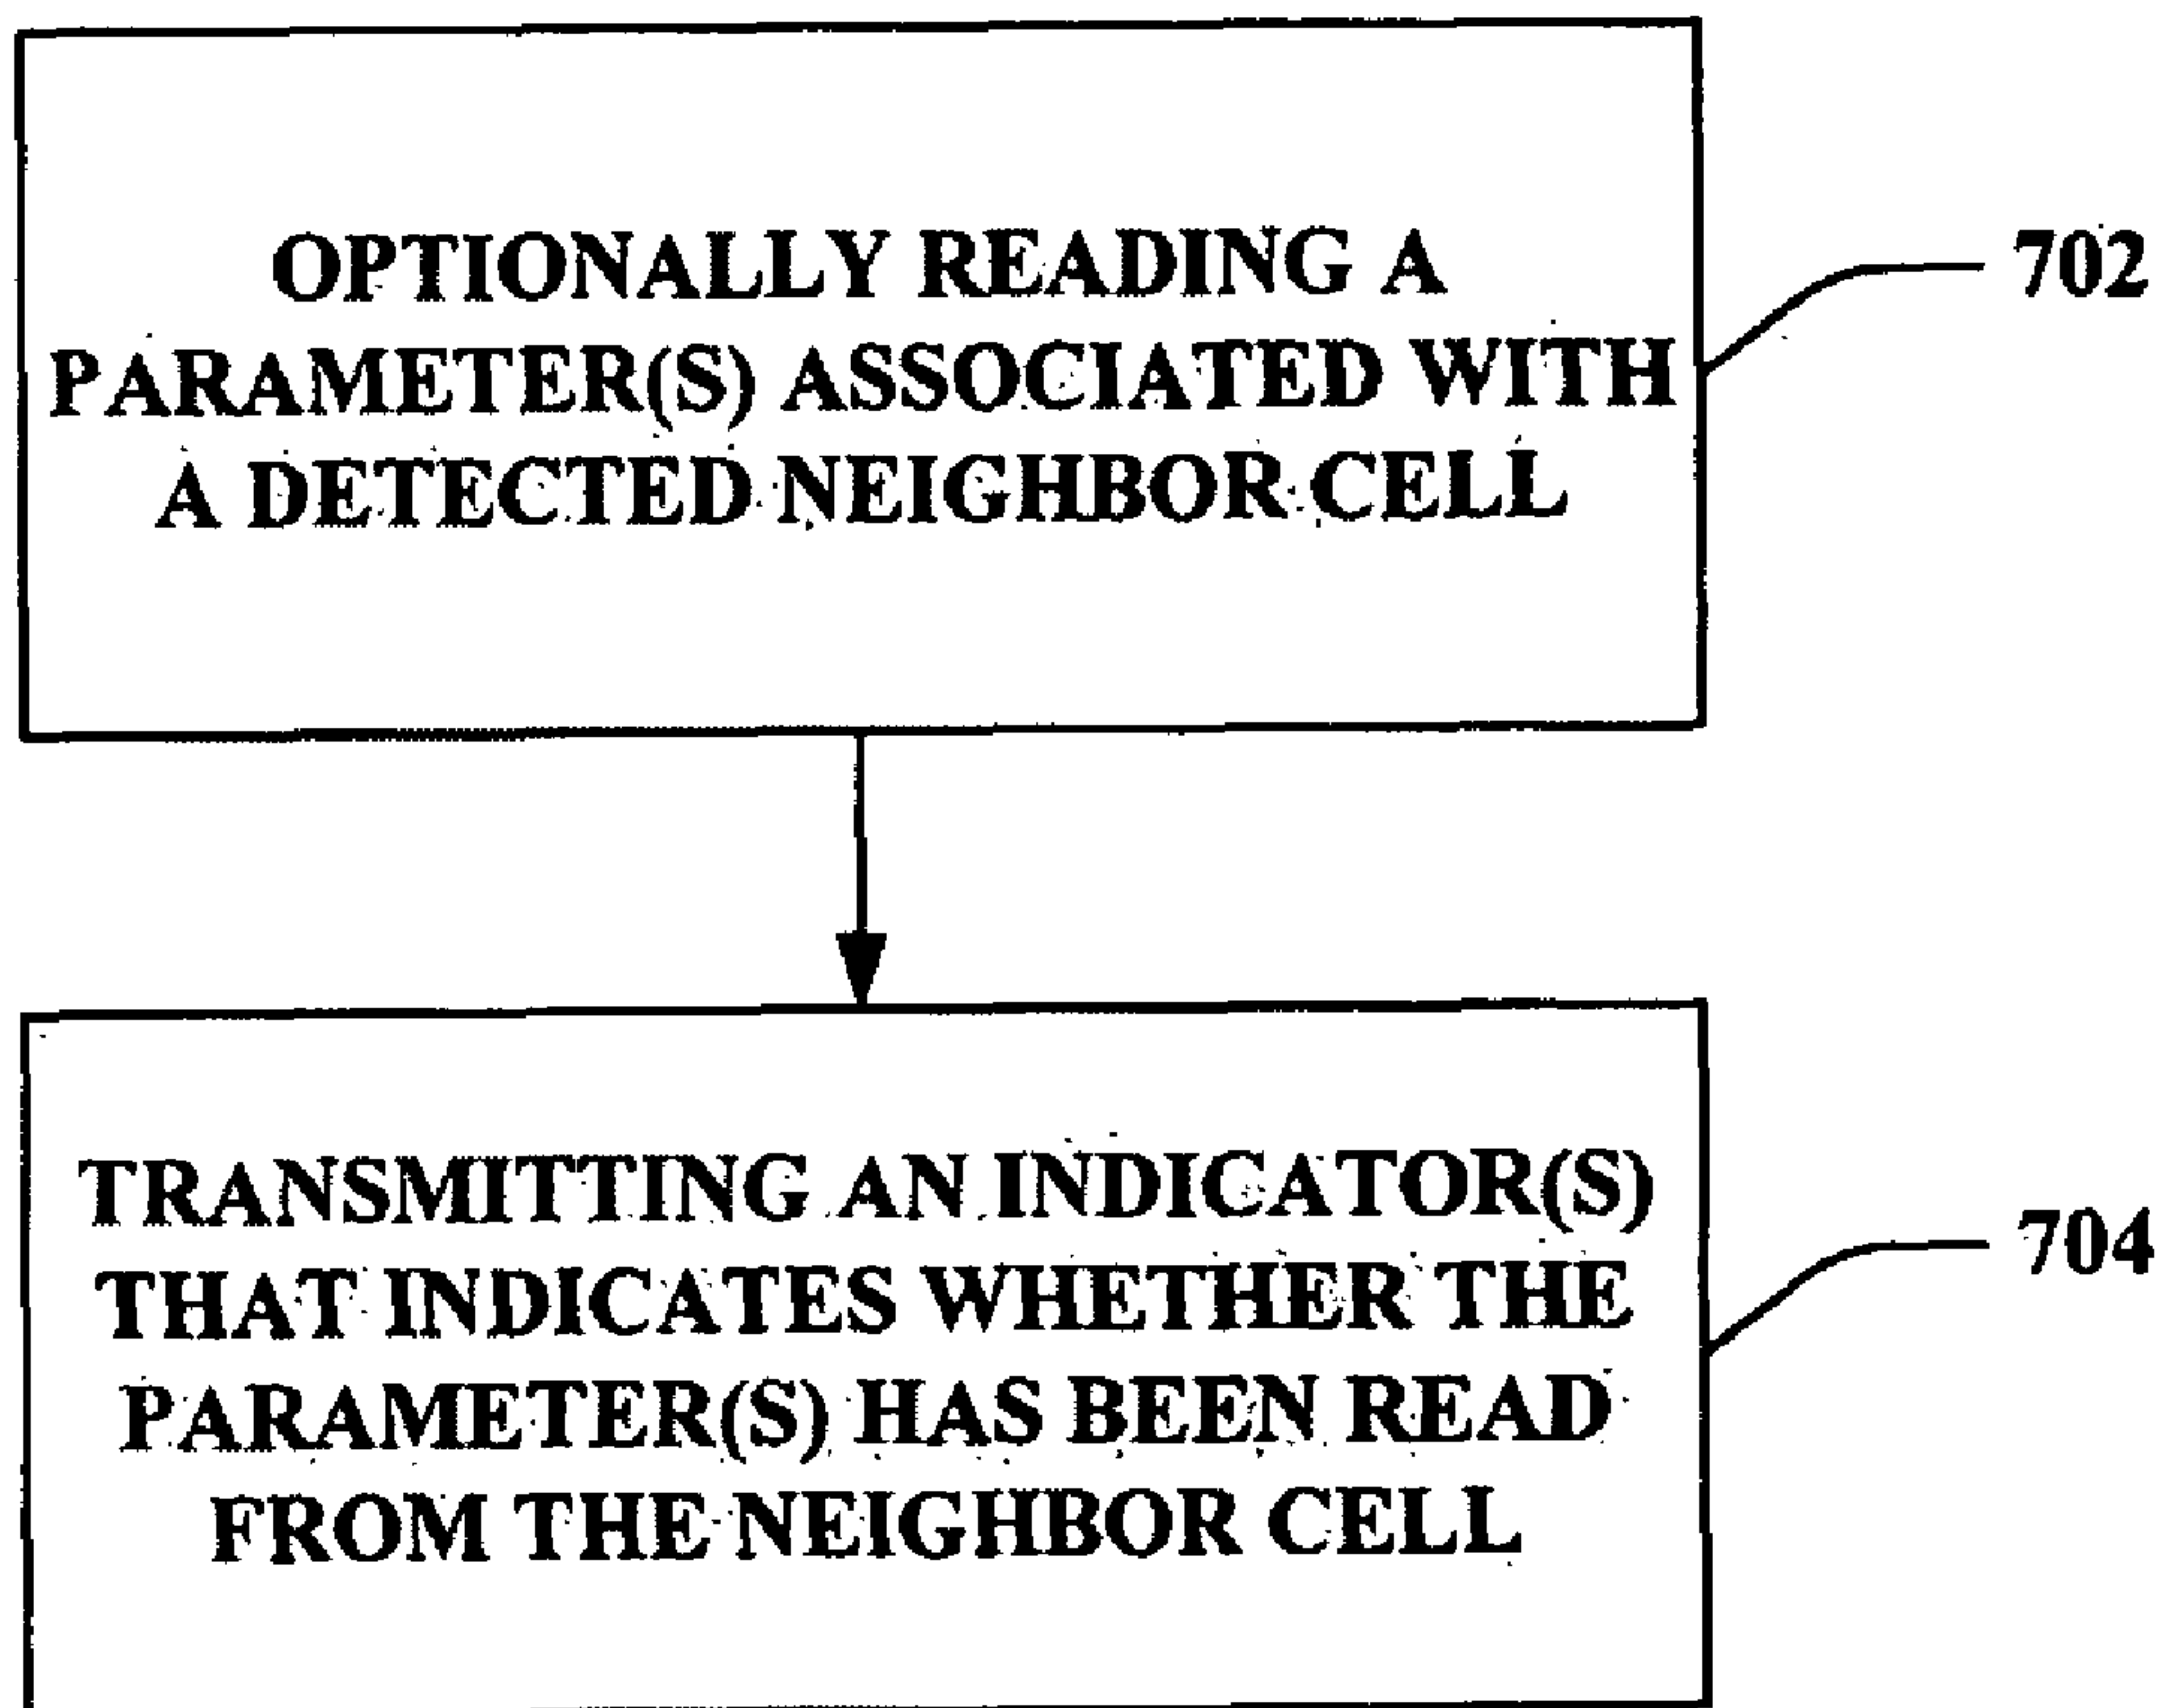 OPTIONALLY READING A
PARAMETER(S) ASSOCIATED WITH
A DETECTED NEIGHBOR CELL
702
TRANSMITTING AN INDICATOR(S)
THAT INDICATES WHETHER THE
PARAMETER(S) HAS BEEN READ
FROM THE NEIGHBOR CELL
704